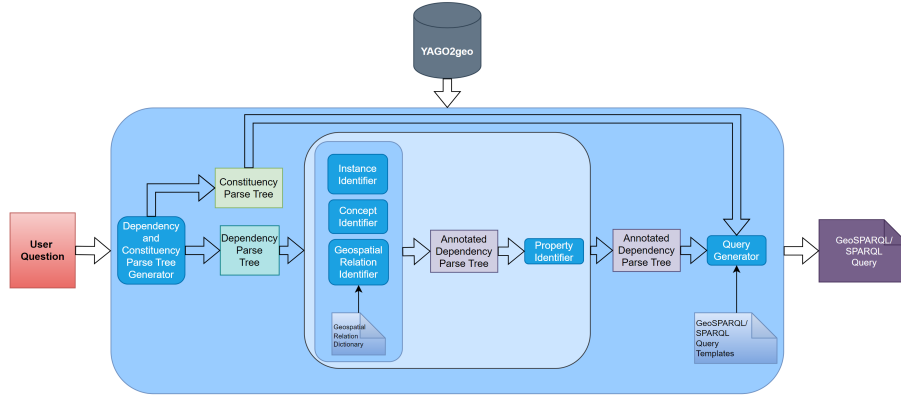 YAGO2geo
User
Question
Dependency
and
Constituency
Parse Tree
Generator
Constituency
Parse Tree
Dependency
Parse
Tree
Instance
Identifier
Concept
Identifier
Geospatial
Relation
Identifier
Geospatial
Relation
Dictionary
Annotated
Dependency
Parse Tree
Property
Identifier
Annotated
Dependency
Parse Tree
Query
Generator
GeoSPARQL/
SPARQL
Query
Templates
GeoSPARQL/
SPARQL
Query